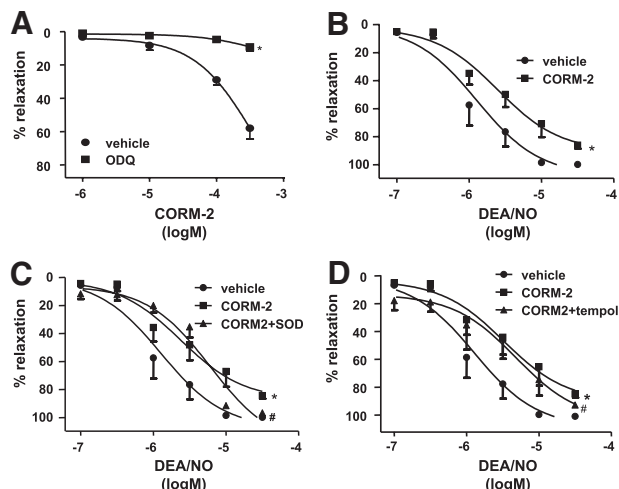 A
0
20
40
60
80
% relaxation
*
vehicle
ODQ
-6
-5
-4
-3
CORM-2
(logM)
B
0
20
40
60
80
100
% relaxation
vehicle
CORM-2
*
-7
-6
-5
-4
DEA/NO
(logM)
C
0
20
40
60
80
100
% relaxation
vehicle
CORM-2
CORM2+SOD
*
#
-7
-6
-5
-4
DEA/NO
(logM)
D
0
20
40
60
80
100
% relaxation
vehicle
CORM-2
CORM2+tempol
*
#
-7
-6
-5
-4
DEA/NO
(logM)